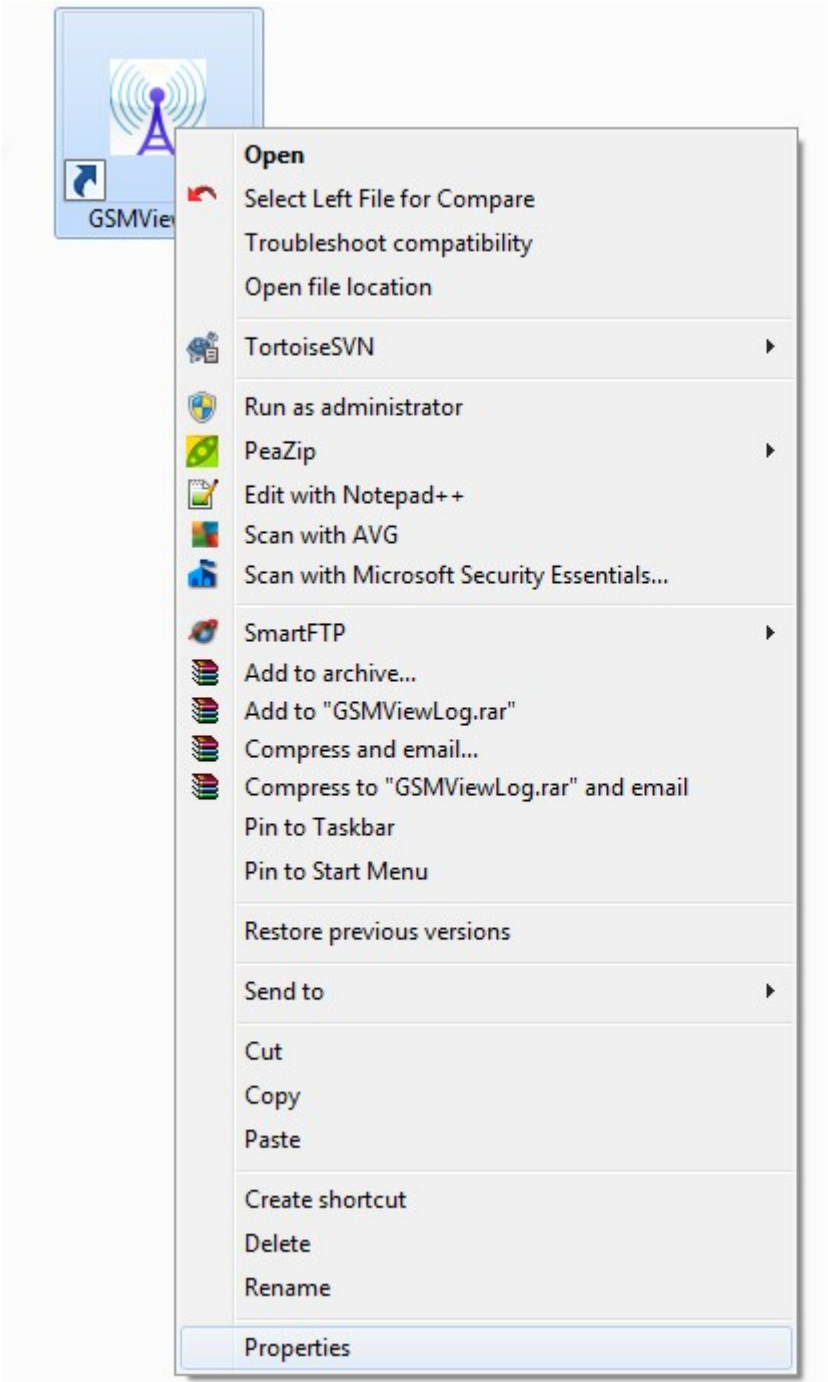 GSMVie
Open
Select Left File for Compare
Troubleshoot compatibility
Open file location
TortoiseSVN
Run as administrator
PeaZip
Edit with Notepad++
Scan with AVG
Scan with Microsoft Security Essentials...
SmartFTP
Add to archive...
Add to "GSMViewLog.rar"
Compress and email...
Compress to "GSMViewLog.rar" and email
Pin to Taskbar
Pin to Start Menu
Restore previous versions
Send to
Cut
Copy
Paste
Create shortcut
Delete
Rename
Properties